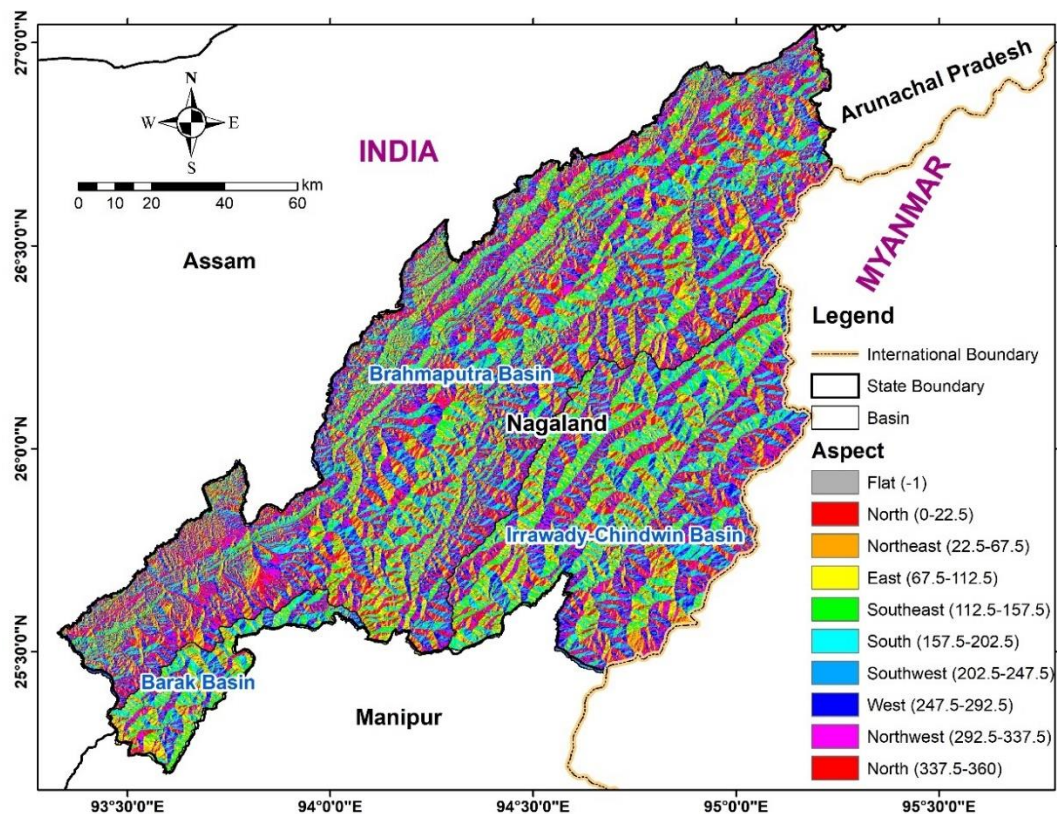 27°0'0"N
26°30'0"N
26°0'0"N
25°30'0"N
N
W
E
S
km
0 10 20 40 60
INDIA
Arunachal Pradesh
MYANMAR
Assam
Brahmaputra Basin
Nagaland
Irrawady-Chindwin Basin
Barak Basin
Manipur
Legend
International Boundary
State Boundary
Basin
Aspect
Flat (-1)
North (0-22.5)
Northeast (22.5-67.5)
East (67.5-112.5)
Southeast (112.5-157.5)
South (157.5-202.5)
Southwest (202.5-247.5)
West (247.5-292.5)
Northwest (292.5-337.5)
North (337.5-360)
93°30'0"E 94°0'0"E 94°30'0"E 95°0'0"E 95°30'0"E